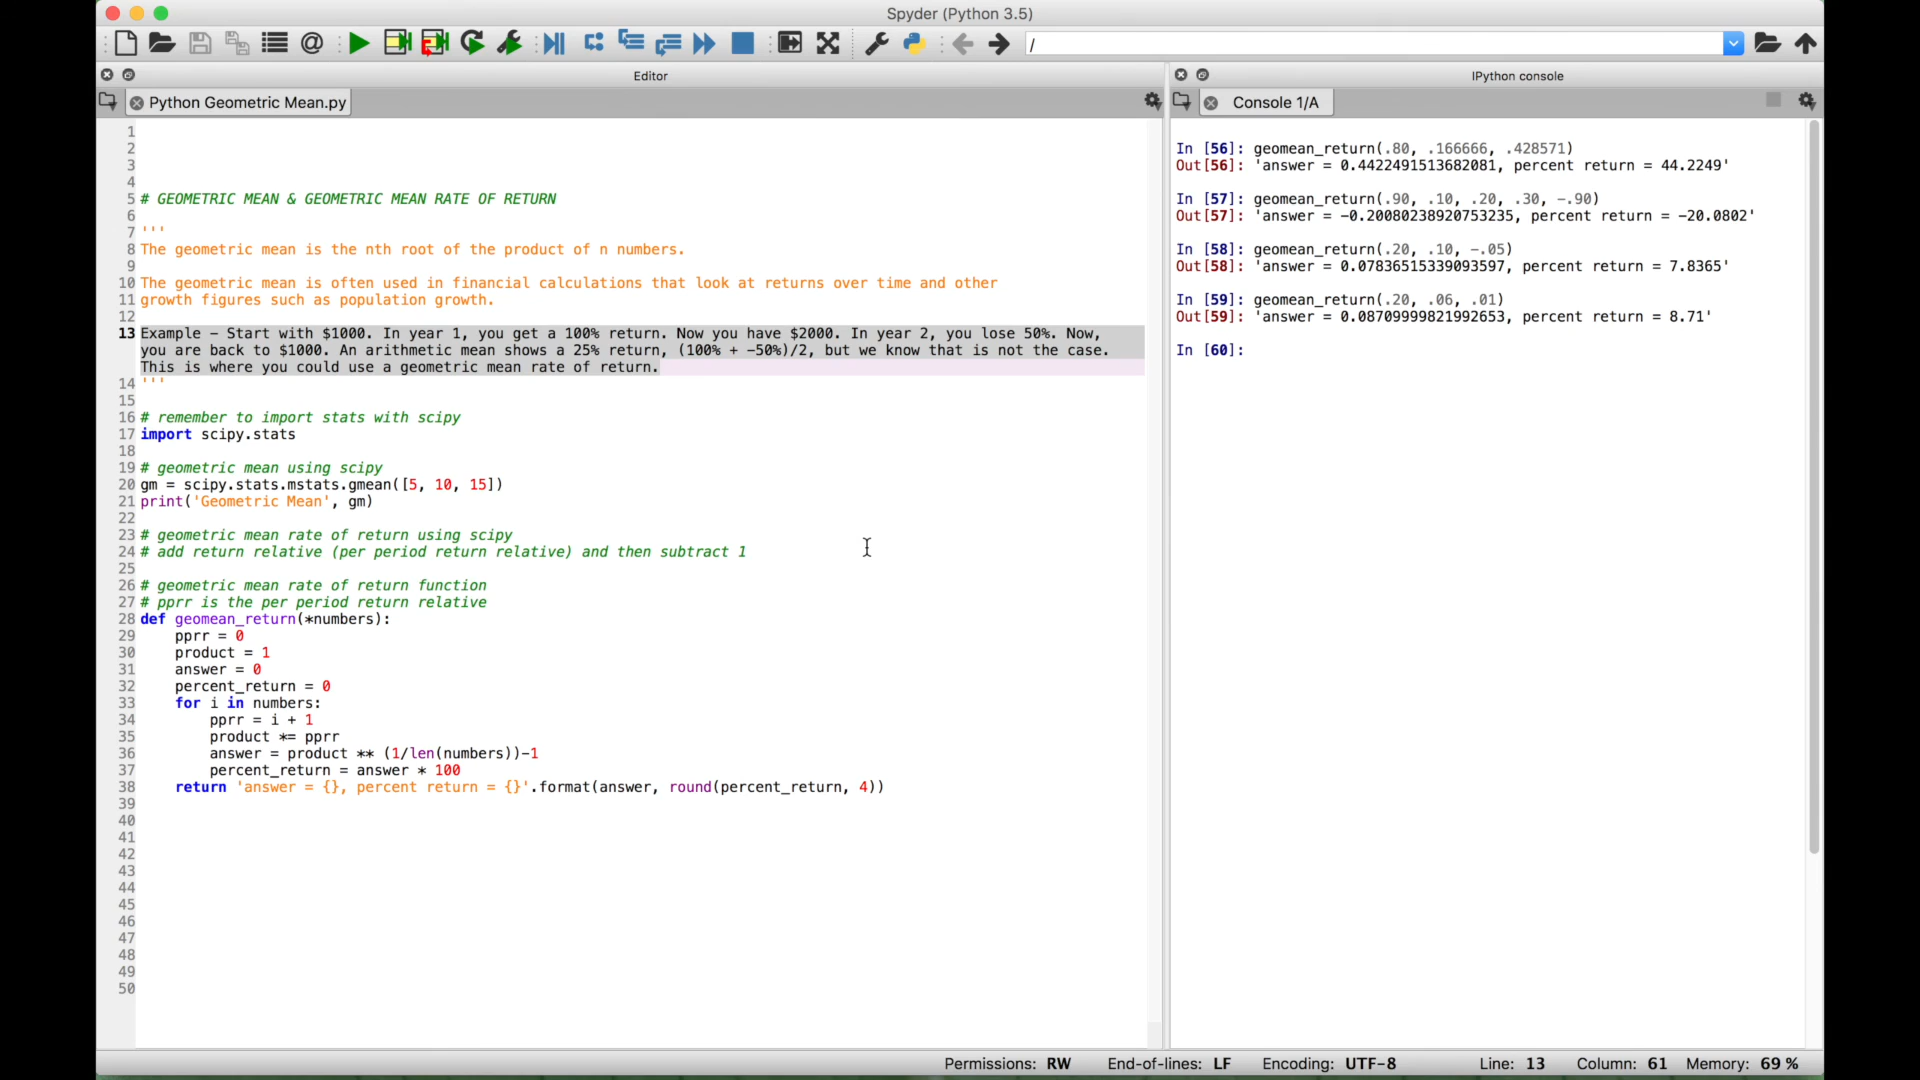 Spyder (Python 3.5)
@
/
Editor
IPython console
Python Geometric Mean.py
Console 1/A
1
2
3
4
5 # GEOMETRIC MEAN & GEOMETRIC MEAN RATE OF RETURN
6
7 '''
8 The geometric mean is the nth root of the product of n numbers.
9
10 The geometric mean is often used in financial calculations that look at returns over time and other
11 growth figures such as population growth.
12
13 Example - Start with $1000. In year 1, you get a 100% return. Now you have $2000. In year 2, you lose 50%. Now,
you are back to $1000. An arithmetic mean shows a 25% return, (100% + -50%)/2, but we know that is not the case.
This is where you could use a geometric mean rate of return.
14 '''
15
16 # remember to import stats with scipy
17 import scipy.stats
18
19 # geometric mean using scipy
20 gm = scipy.stats.mstats.gmean([5, 10, 15])
21 print('Geometric Mean', gm)
22
23 # geometric mean rate of return using scipy
24 # add return relative (per period return relative) and then subtract 1
25
26 # geometric mean rate of return function
27 # pprr is the per period return relative
28 def geomean_return(*numbers):
29     pprr = 0
30     product = 1
31     answer = 0
32     percent_return = 0
33     for i in numbers:
34         pprr = i + 1
35         product *= pprr
36         answer = product ** (1/len(numbers))-1
37         percent_return = answer * 100
38     return 'answer = {}, percent return = {}'.format(answer, round(percent_return, 4))
39
40
41
42
43
44
45
46
47
48
49
50
In [56]: geomean_return(.80, .166666, .428571)
Out[56]: 'answer = 0.4422491513682081, percent return = 44.2249'
In [57]: geomean_return(.90, .10, .20, .30, -.90)
Out[57]: 'answer = -0.20080238920753235, percent return = -20.0802'
In [58]: geomean_return(.20, .10, -.05)
Out[58]: 'answer = 0.07836515339093597, percent return = 7.8365'
In [59]: geomean_return(.20, .06, .01)
Out[59]: 'answer = 0.08709999821992653, percent return = 8.71'
In [60]:
Permissions: RW End-of-lines: LF Encoding: UTF-8 Line: 13 Column: 61 Memory: 69 %